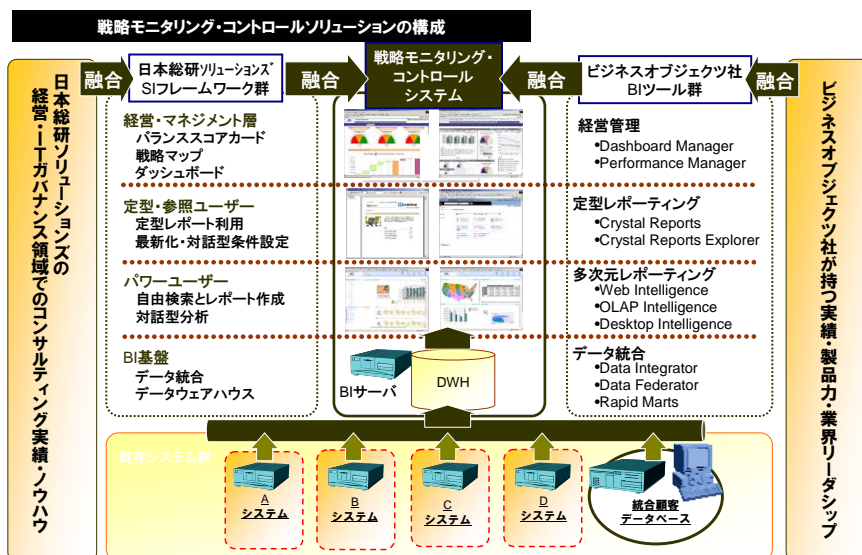 戦略モニタリング・コントロールソリューションの構成
融合
日本総研ソリューションズ
SIフレームワーク群
融合
戦略モニタリング・
コントロール
システム
融合
ビジネスオブジェクツ社
BIツール群
融合
日本総研ソリューションズの
経営・ITガバナンス領域でのコンサルティング実績・ノウハウ
経営・マネジメント層
バランススコアカード
戦略マップ
ダッシュボード
定型・参照ユーザー
定型レポート利用
最新化・対話型条件設定
パワーユーザー
自由検索とレポート作成
対話型分析
BI基盤
データ統合
データウェアハウス
BIサーバ
DWH
経営管理
•Dashboard Manager
•Performance Manager
定型レポーティング
•Crystal Reports
•Crystal Reports Explorer
多次元レポーティング
•Web Intelligence
•OLAP Intelligence
•Desktop Intelligence
データ統合
•Data Integrator
•Data Federator
•Rapid Marts
ビジネスオブジェクツ社が持つ実績・製品力・業界リーダシップ
既存システム群
A
システム
B
システム
C
システム
D
システム
統合顧客
データベース